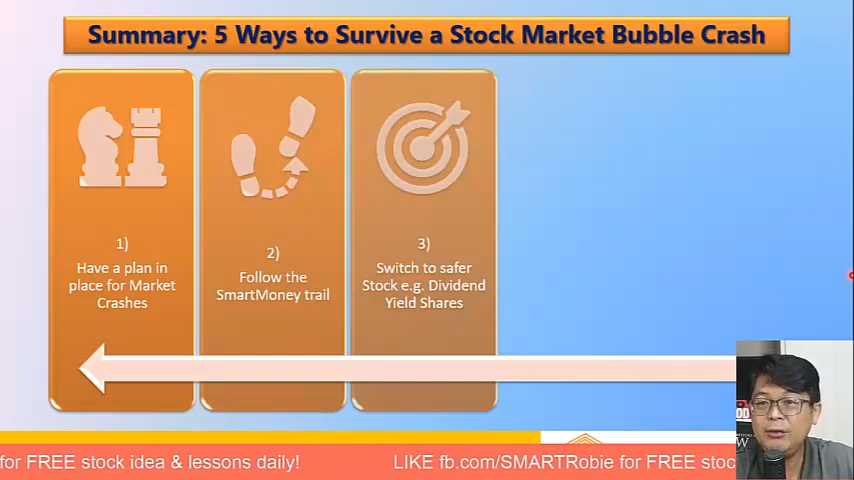 Summary: 5 Ways to Survive a Stock Market Bubble Crash
1)
Have a plan in
place for Market
Crashes
2)
Follow the
SmartMoney trail
3)
Switch to safer
Stock e.g. Dividend
Yield Shares
for FREE stock idea & lessons daily!
LIKE fb.com/SMARTRobie for FREE stoc